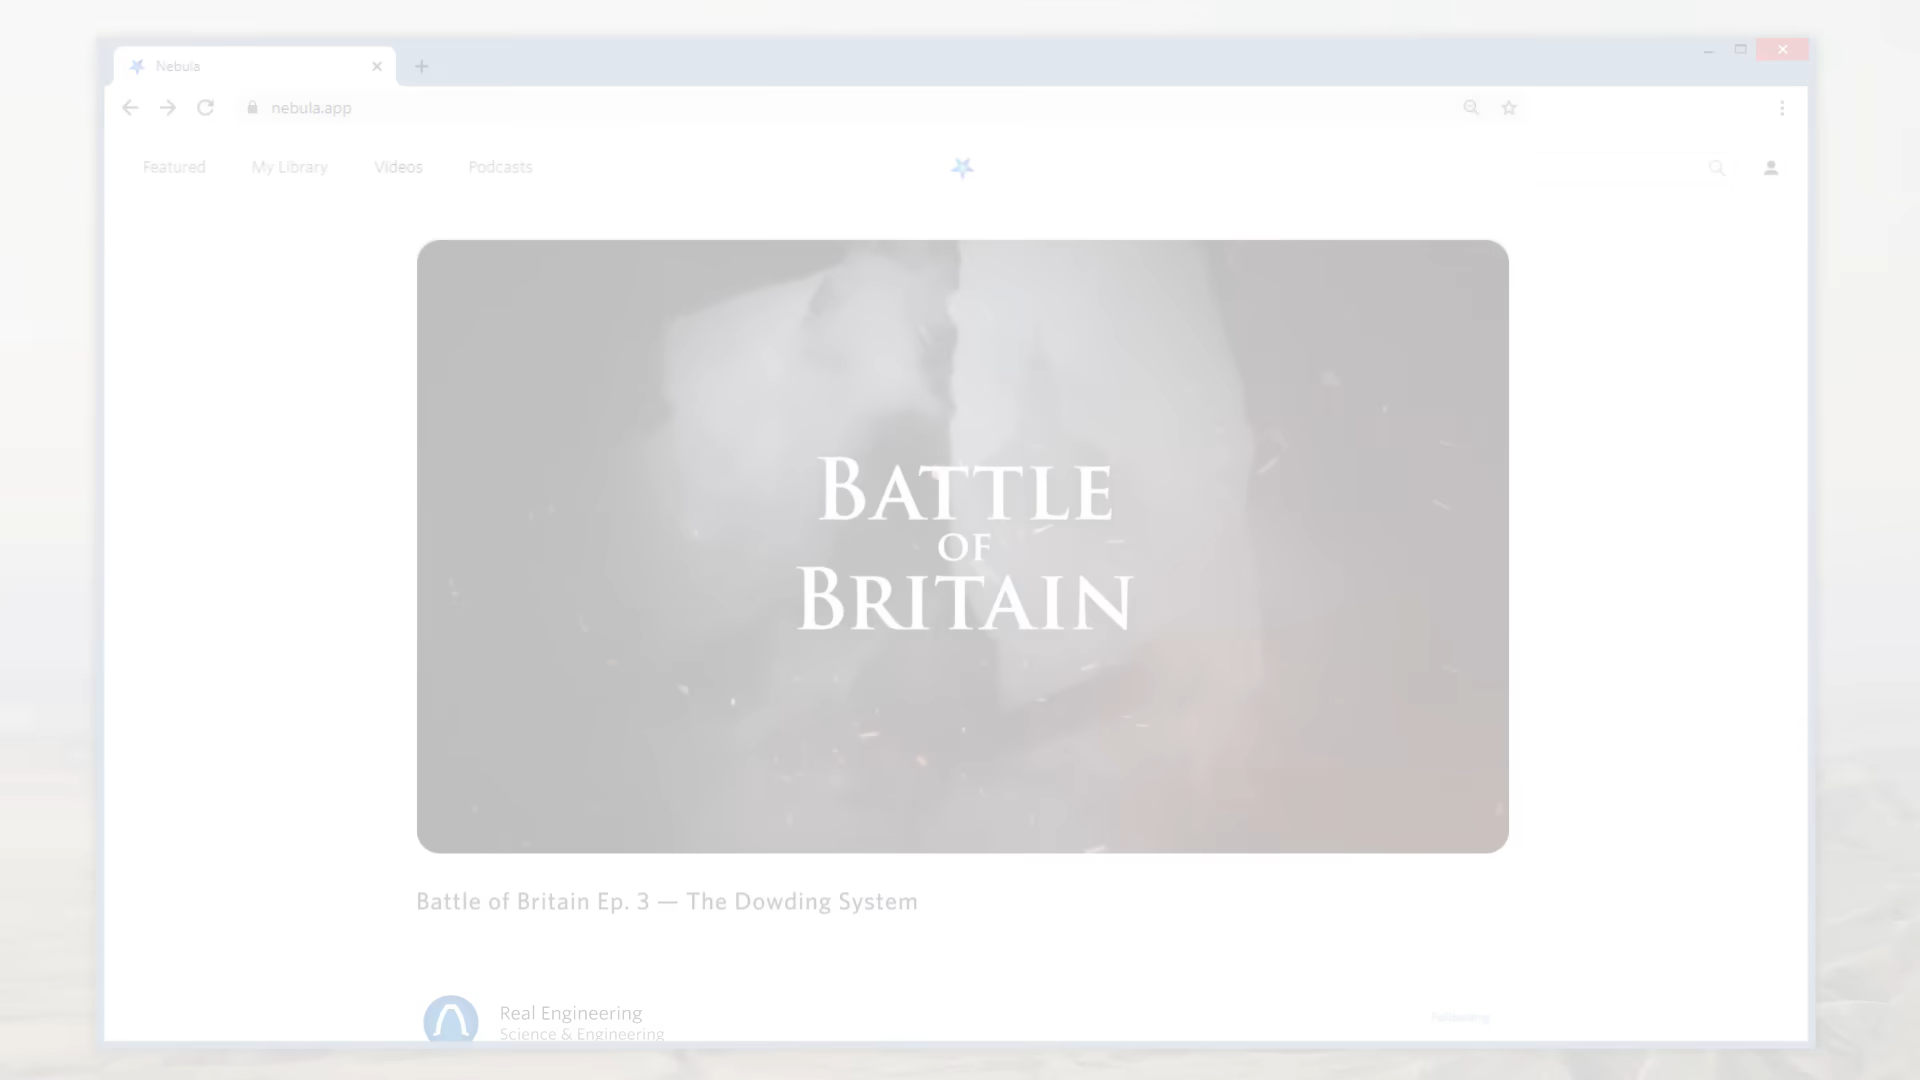 Nebula
nebula.app
Featured
My Library
Videos
Podcasts
BATTLE
OF
BRITAIN
Battle of Britain Ep. 3 — The Dowding System
Real Engineering
Science & Engineering
Following